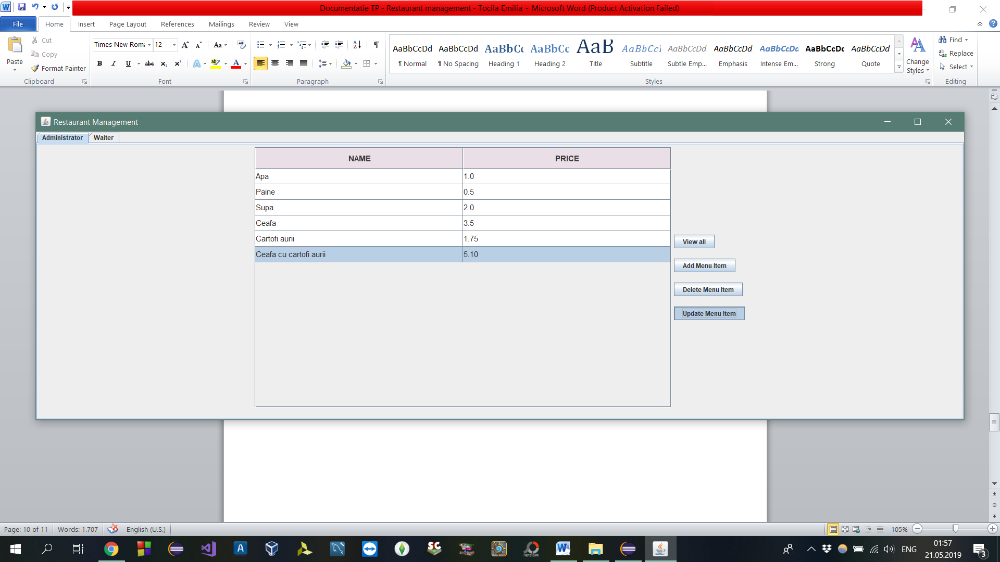 Documentatie TP - Restaurant management - Tocila Emilia - Microsoft Word (Product Activation Failed)
File Home Insert Page Layout References Mailings Review View
Paste
Cut
Copy
Format Painter
Clipboard
Times New Rom 12
Font
Paragraph
AaBbCcDd AaBbCcDd AaBbCc AaBbCc AaB AaBbCcI AaBbCcDd AaBbCcDd AaBbCcDd AaBbCcDc AaBbCcDd
¶ Normal ¶ No Spacing Heading 1 Heading 2 Title Subtitle Subtle Emp... Emphasis Intense Em... Strong Quote
Styles
Change Styles
Find
Replace
Select
Editing
Restaurant Management
Administrator Waiter
NAME PRICE
Apa 1.0
Paine 0.5
Supa 2.0
Ceafa 3.5
Cartofi aurii 1.75
Ceafa cu cartofi aurii 5.10
View all
Add Menu Item
Delete Menu Item
Update Menu Item
Page: 10 of 11 Words: 1.707 English (U.S.) 105%
ENG
01:57
21.05.2019
3